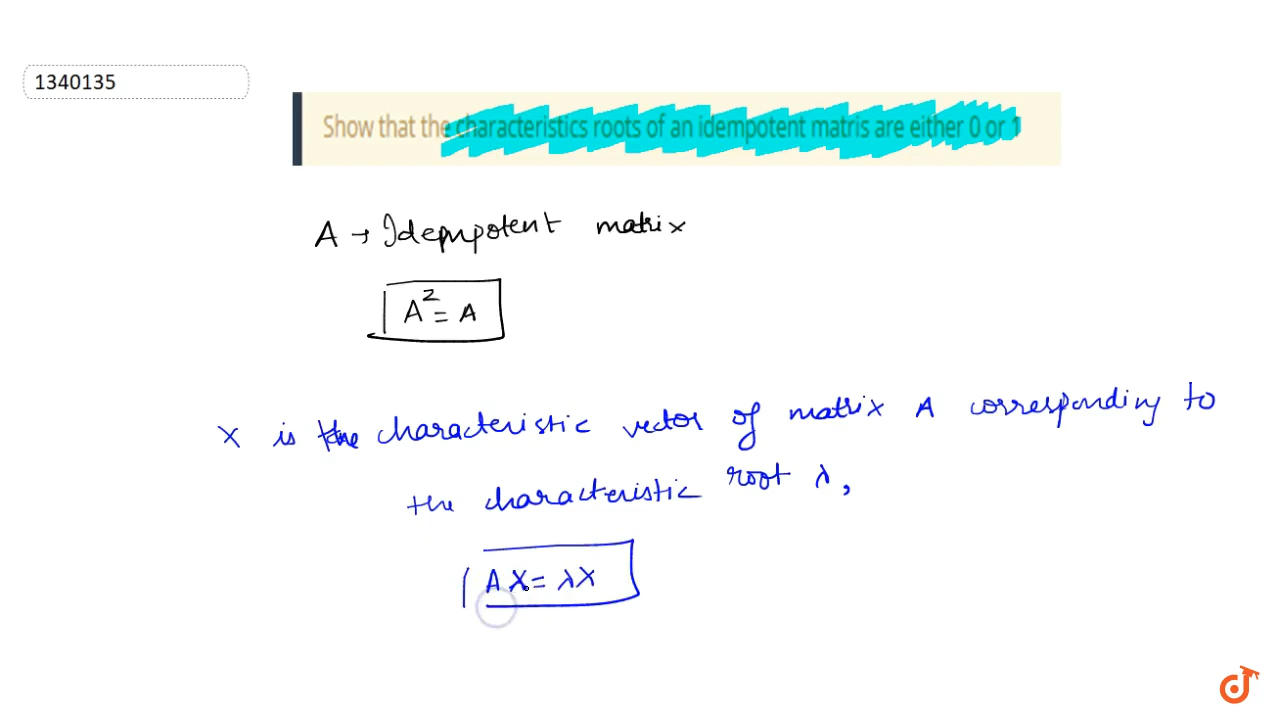 1340135
Show that the characteristics roots of an idempotent matris are either 0 or 1
A → Idempotent matrix
A² = A
X is the characteristic vector of matrix A corresponding to
the characteristic root λ,
AX = λX